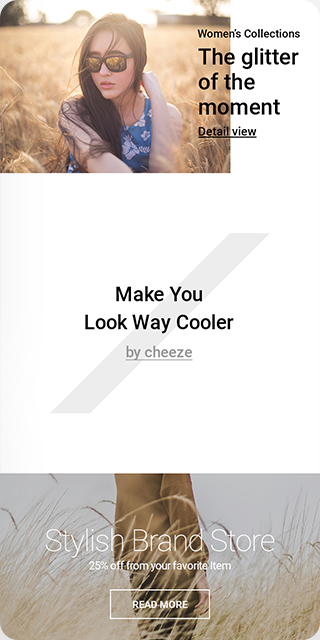 Women's Collections
The glitter
of the
moment
Detail view
Make You
Look Way Cooler
by cheeze
Stylish Brand Store
25% off from your favorite Item
READ MORE